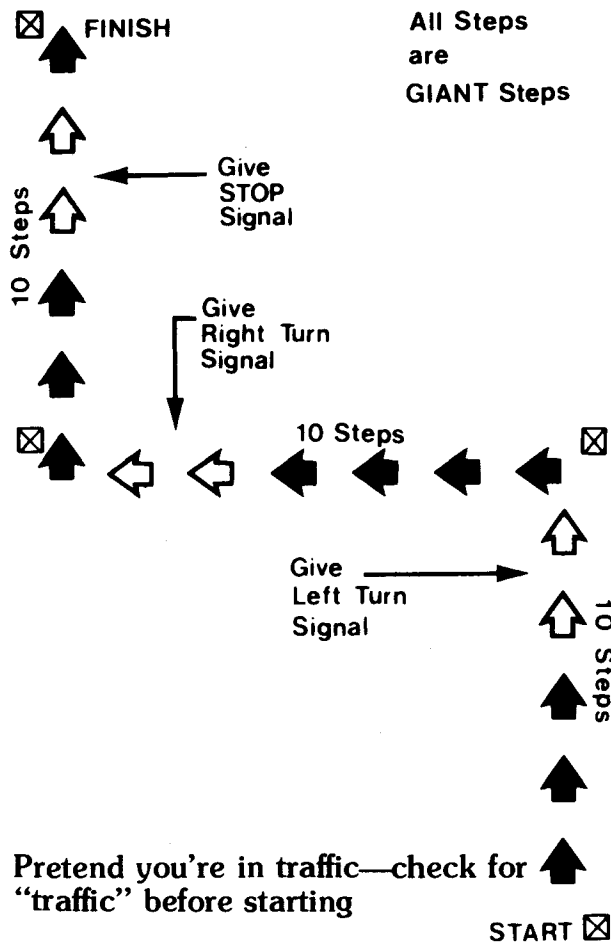 FINISH
All Steps
are
GIANT Steps
Give
STOP
Signal
10 Steps
Give
Right Turn
Signal
10 Steps
Give
Left Turn
Signal
10 Steps
Pretend you're in traffic—check for
“traffic” before starting
START